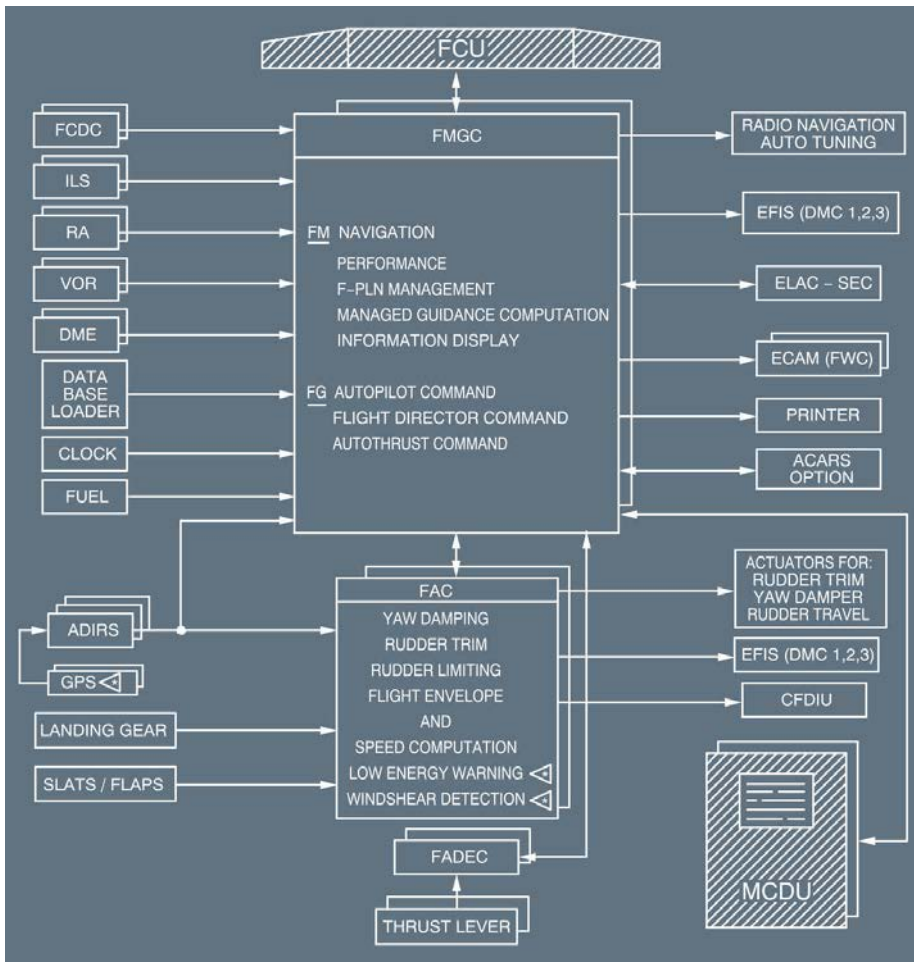 FCU
FCDC
ILS
RA
VOR
DME
DATA
BASE
LOADER
CLOCK
FUEL
ADIRS
GPS
LANDING GEAR
SLATS / FLAPS
FMGC
FM NAVIGATION
PERFORMANCE
F-PLN MANAGEMENT
MANAGED GUIDANCE COMPUTATION
INFORMATION DISPLAY
FG AUTOPILOT COMMAND
FLIGHT DIRECTOR COMMAND
AUTOTHRUST COMMAND
FAC
YAW DAMPING
RUDDER TRIM
RUDDER LIMITING
FLIGHT ENVELOPE
AND
SPEED COMPUTATION
LOW ENERGY WARNING
WINDSHEAR DETECTION
FADEC
THRUST LEVER
RADIO NAVIGATION
AUTO TUNING
EFIS (DMC 1,2,3)
ELAC - SEC
ECAM (FWC)
PRINTER
ACARS
OPTION
ACTUATORS FOR:
RUDDER TRIM
YAW DAMPER
RUDDER TRAVEL
EFIS (DMC 1,2,3)
CFDIU
MCDU